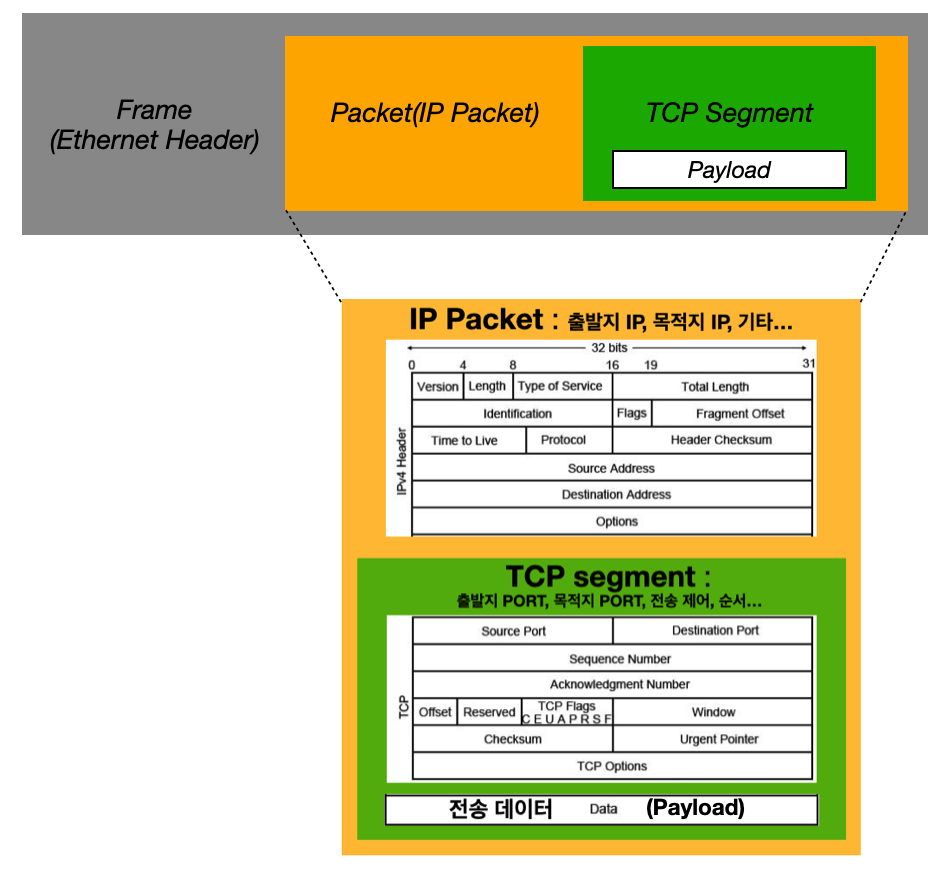 Frame
(Ethernet Header)
Packet(IP Packet)
TCP Segment
Payload
IP Packet : 출발지 IP, 목적지 IP, 기타...
32 bits
0 4 8 16 19 31
Version Length Type of Service Total Length
Identification Flags Fragment Offset
Time to Live Protocol Header Checksum
Source Address
Destination Address
Options
IPv4 Header
TCP segment :
출발지 PORT, 목적지 PORT, 전송 제어, 순서...
Source Port Destination Port
Sequence Number
Acknowledgment Number
Offset Reserved TCP Flags Window
C E U A P R S F
Checksum Urgent Pointer
TCP Options
TCP
전송 데이터 Data (Payload)